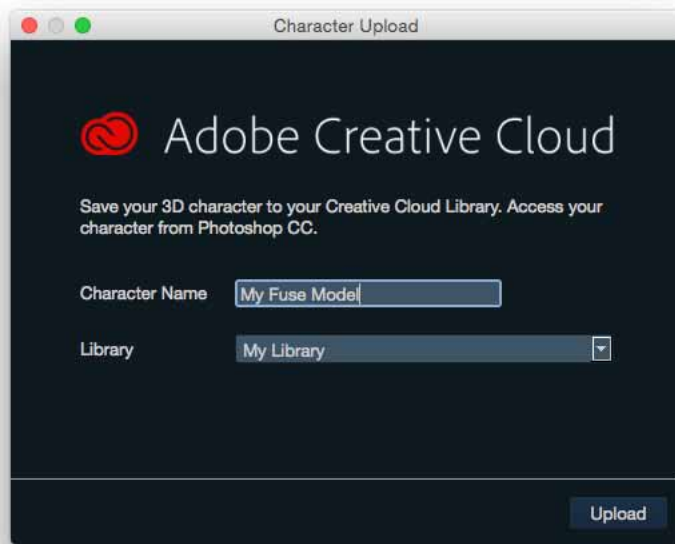 Character Upload
Adobe Creative Cloud
Save your 3D character to your Creative Cloud Library. Access your
character from Photoshop CC.
Character Name My Fuse Model
Library My Library
Upload